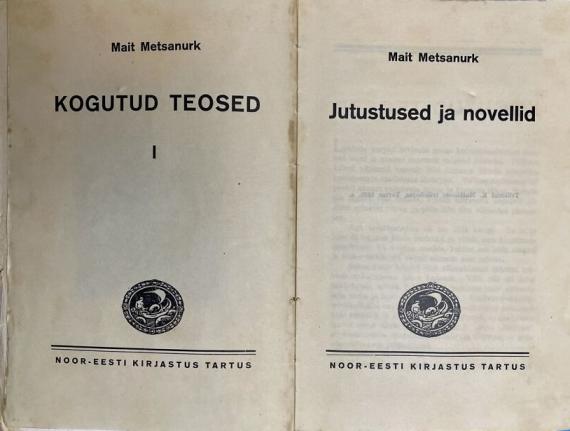 Mait Metsanurk
KOGUTUD TEOSED
I
NOOR-EESTI KIRJASTUS TARTUS
Mait Metsanurk
Jutustused ja novellid
NOOR-EESTI KIRJASTUS TARTUS